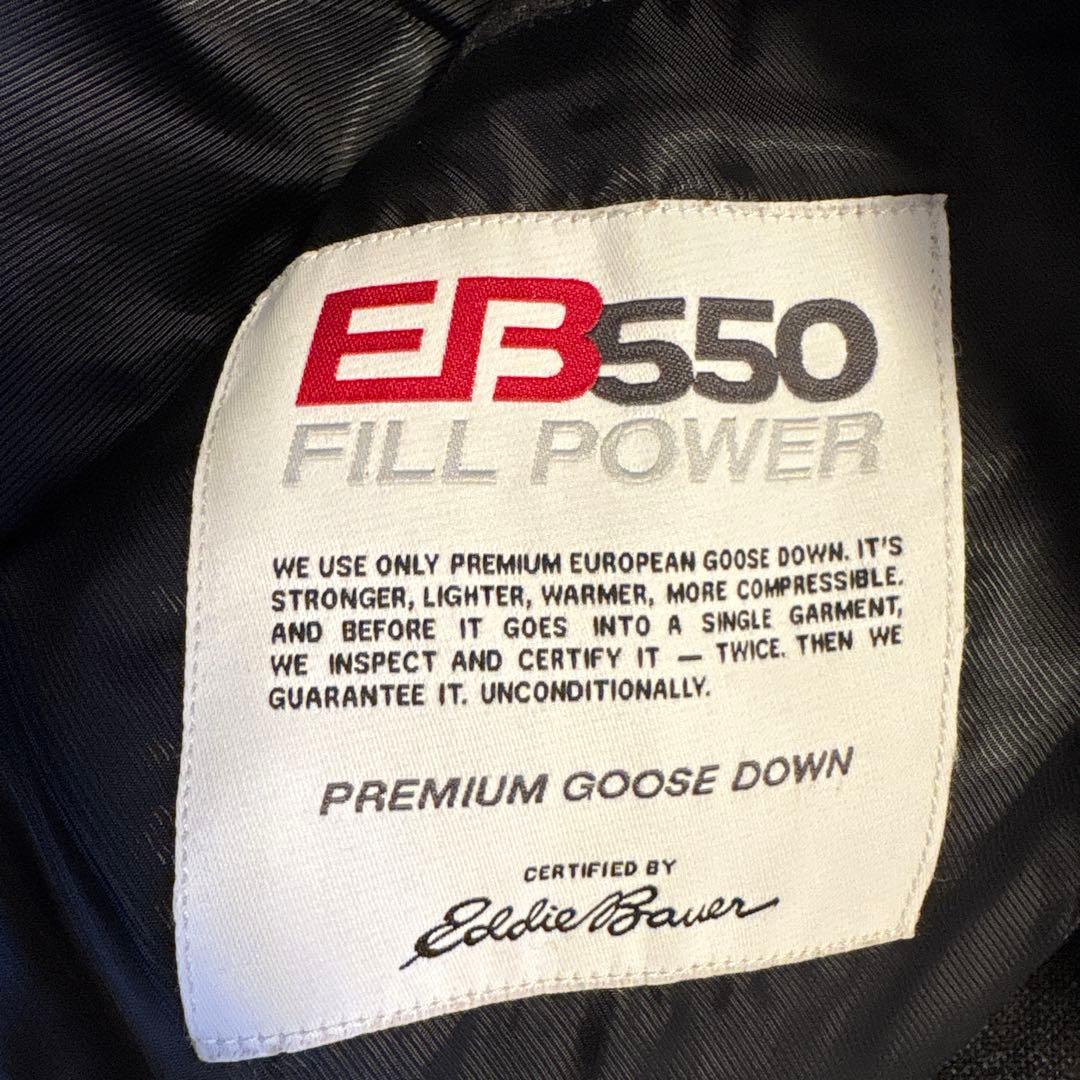 EB550
FILL POWER
WE USE ONLY PREMIUM EUROPEAN GOOSE DOWN. IT'S
STRONGER, LIGHTER, WARMER, MORE COMPRESSIBLE.
AND BEFORE IT GOES INTO A SINGLE GARMENT,
WE INSPECT AND CERTIFY IT — TWICE. THEN WE
GUARANTEE IT. UNCONDITIONALLY.
PREMIUM GOOSE DOWN
CERTIFIED BY
Eddie Bauer